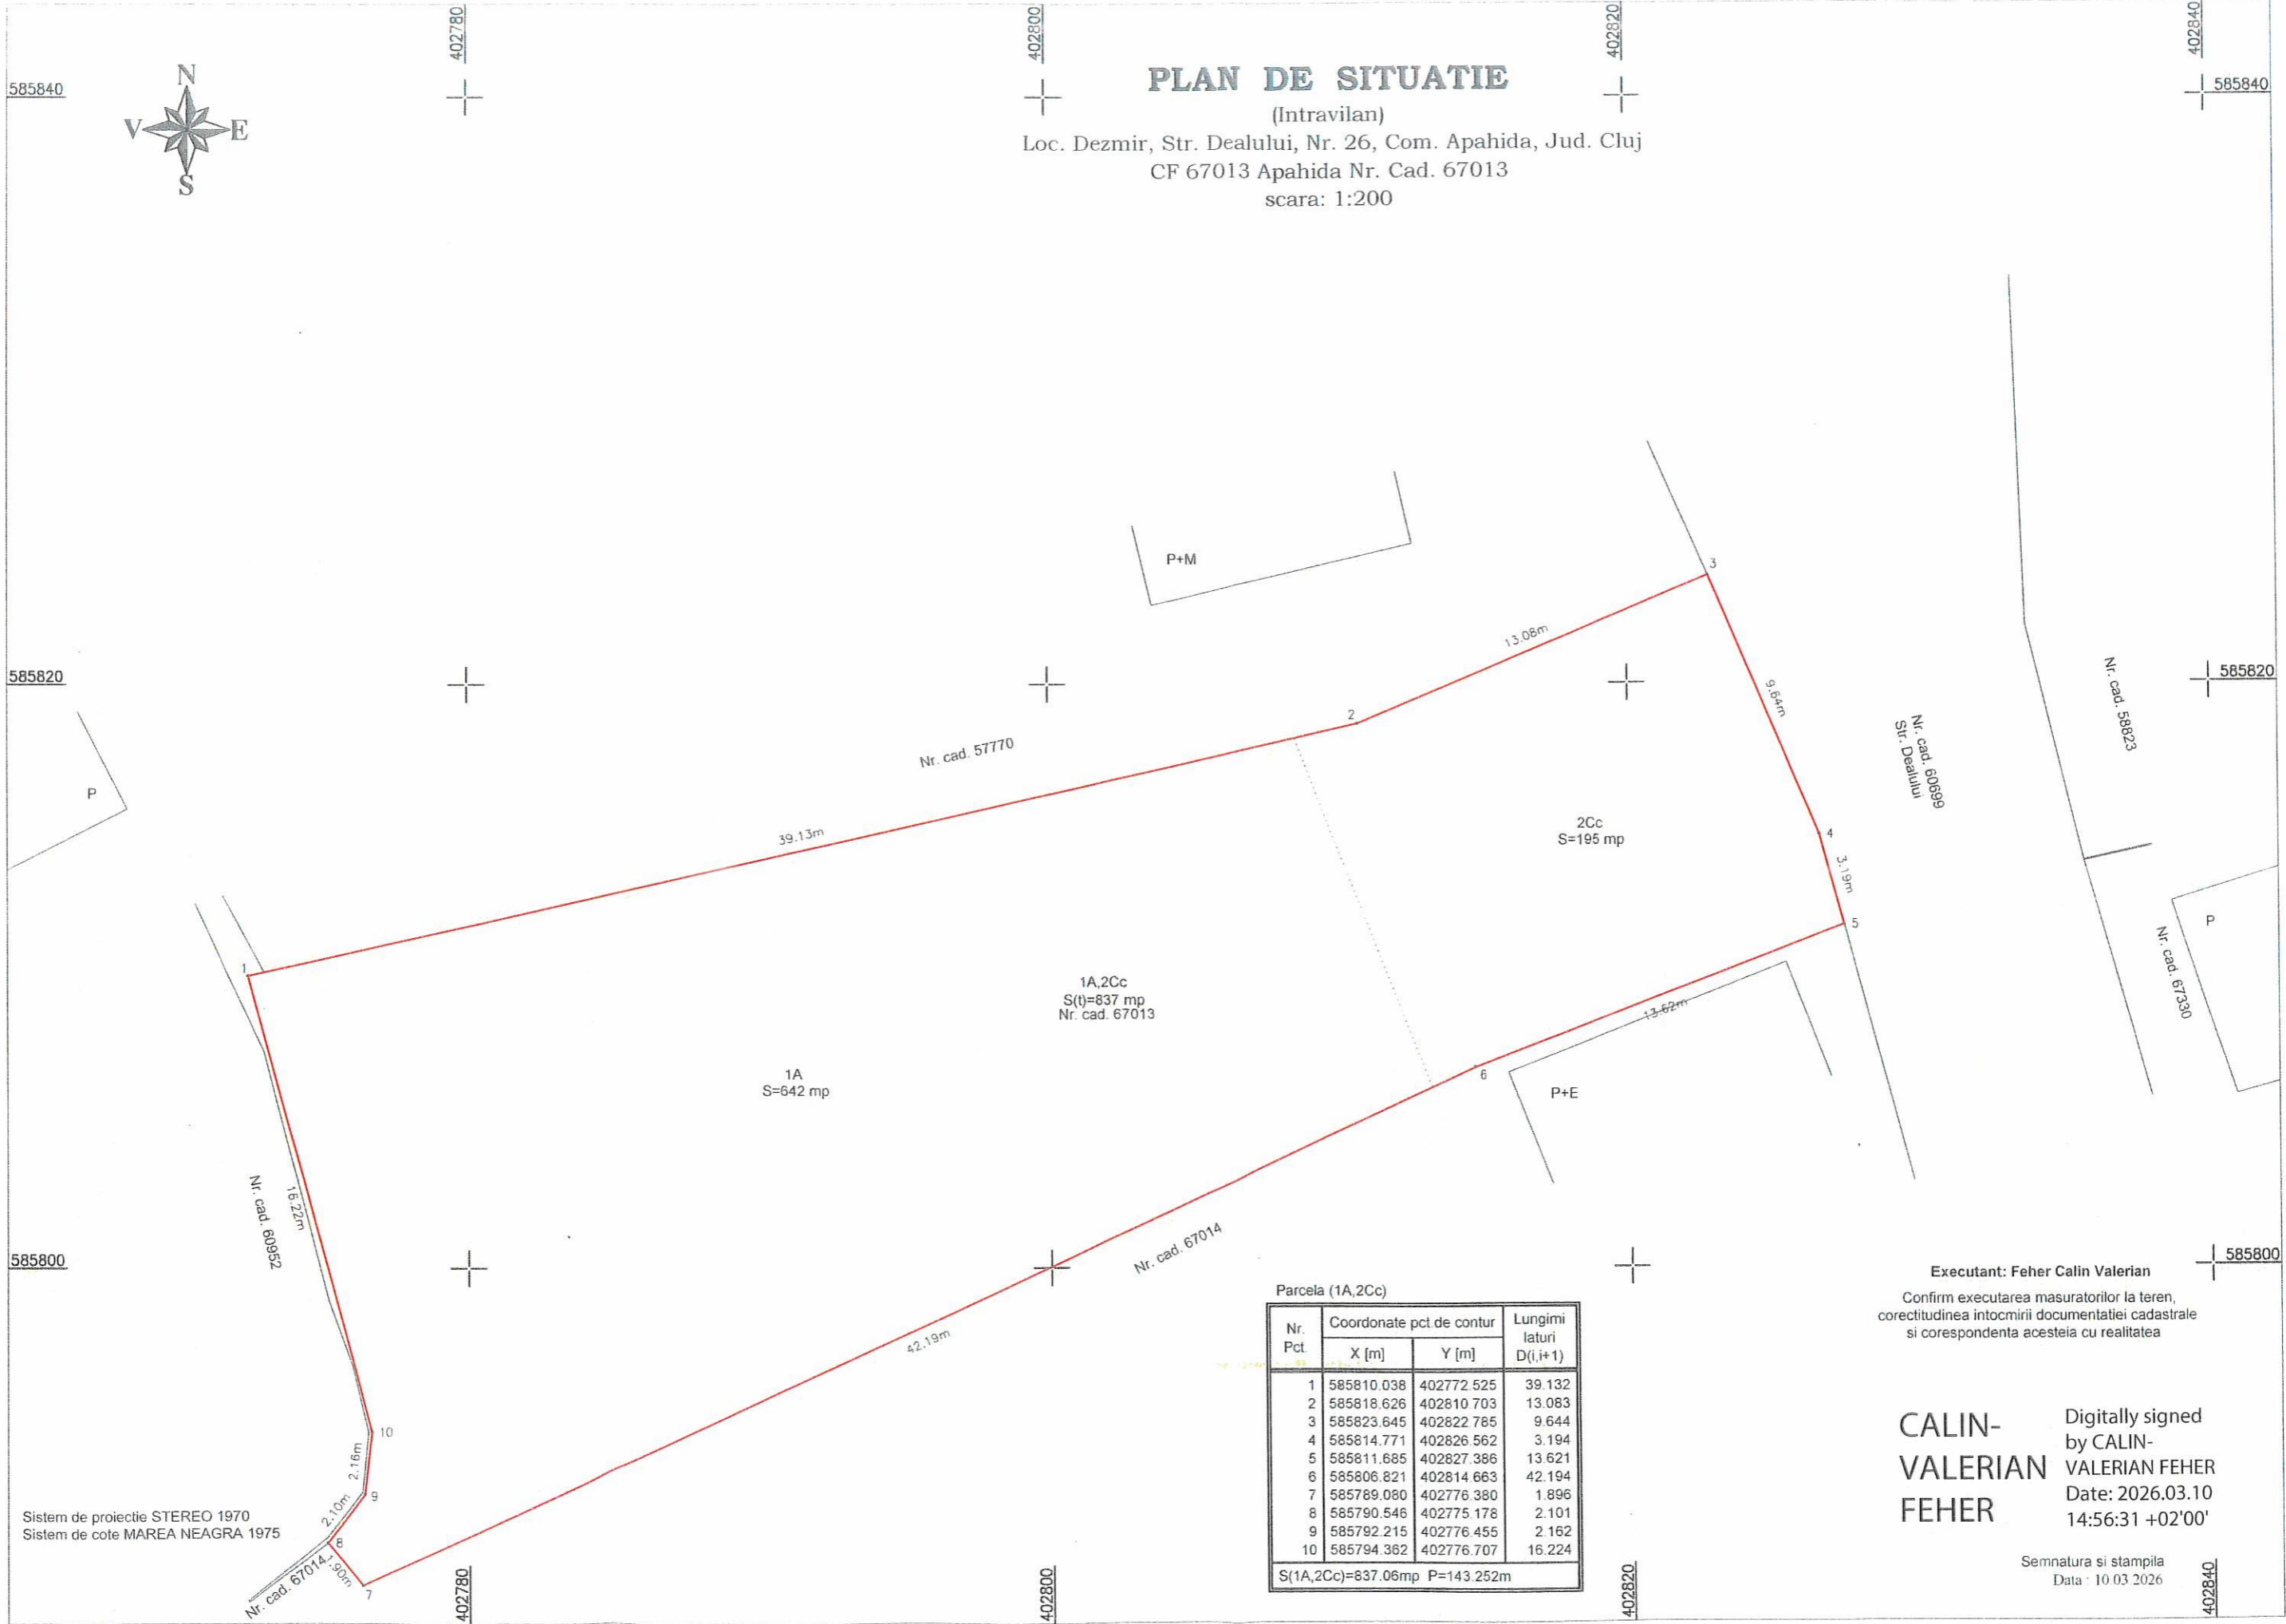 402780
402800
402820
402840
585840
585840
N
V
E
S
PLAN DE SITUATIE
(Intravilan)
Loc. Dezmir, Str. Dealului, Nr. 26, Com. Apahida, Jud. Cluj
CF 67013 Apahida Nr. Cad. 67013
scara: 1:200
P+M
3
13.08m
9.64m
585820
585820
2
Nr. cad. 57770
Nr. cad. 60699
Str. Dealului
Nr. cad. 58823
P
39.13m
2Cc
S=195 mp
4
3.19m
5
P
Nr. cad. 67330
1
1A,2Cc
S(t)=837 mp
Nr. cad. 67013
13.62m
1A
S=642 mp
6
P+E
Nr. cad. 60952
16.22m
Nr. cad. 67014
585800
585800
42.19m
10
2.16m
9
2.10m
8
1.90m
7
Nr. cad. 67014
Sistem de proiectie STEREO 1970
Sistem de cote MAREA NEAGRA 1975
Parcela (1A,2Cc)
Nr. Pct. Coordonate pct.de contur Lungimi laturi D(i,i+1)
X [m] Y [m]
1 585810.038 402772.525 39.132
2 585818.626 402810.703 13.083
3 585823.645 402822.785 9.644
4 585814.771 402826.562 3.194
5 585811.685 402827.386 13.621
6 585806.821 402814.663 42.194
7 585789.080 402776.380 1.896
8 585790.546 402775.178 2.101
9 585792.215 402776.455 2.162
10 585794.362 402776.707 16.224
S(1A,2Cc)=837.06mp P=143.252m
Executant: Feher Calin Valerian
Confirm executarea masuratorilor la teren,
corectitudinea intocmirii documentatiei cadastrale
si corespondenta acesteia cu realitatea
CALIN-
VALERIAN
FEHER
Digitally signed
by CALIN-
VALERIAN FEHER
Date: 2026.03.10
14:56:31 +02'00'
Semnatura si stampila
Data : 10.03.2026
402780
402800
402820
402840